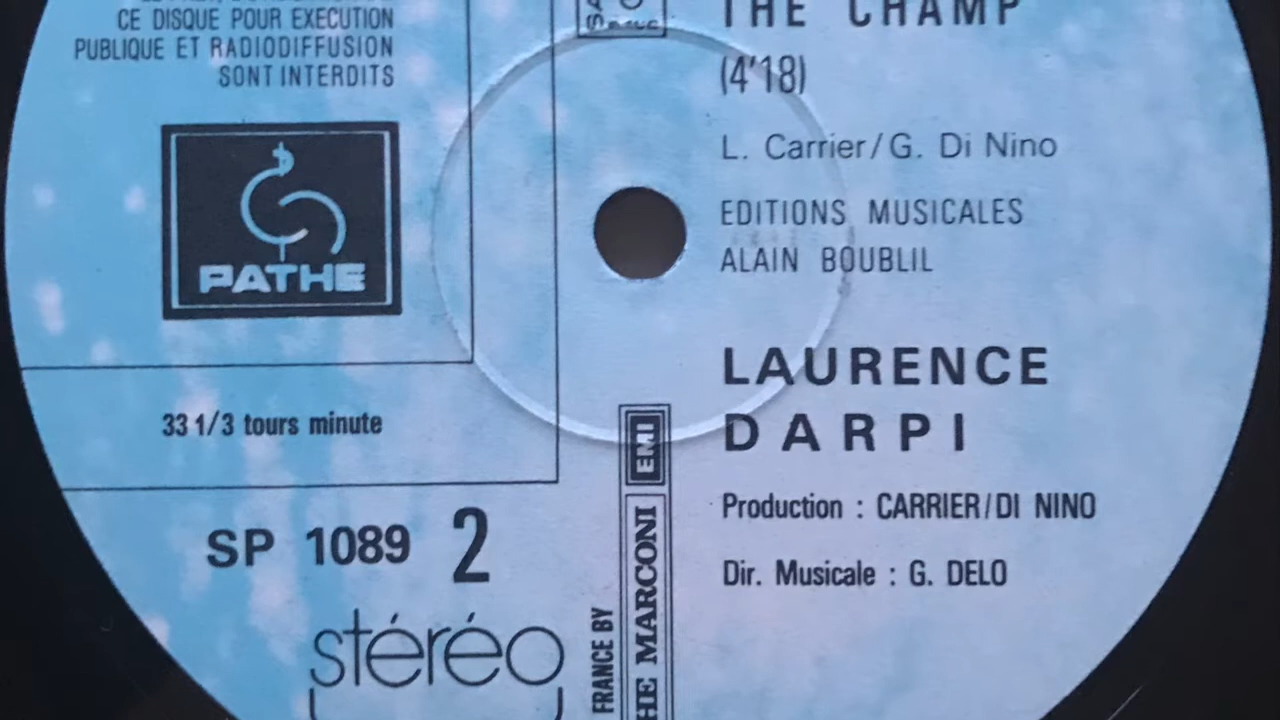 CE DISQUE POUR EXECUTION
PUBLIQUE ET RADIODIFFUSION
SONT INTERDITS
PATHE
33 1/3 tours minute
SP 1089 2
stéréo
THE CHAMP
(4'18)
L. Carrier/G. Di Nino
EDITIONS MUSICALES
ALAIN BOUBLIL
LAURENCE
DARPI
Production : CARRIER/DI NINO
Dir. Musicale : G. DELO
FRANCE BY
HE MARCONI EMI